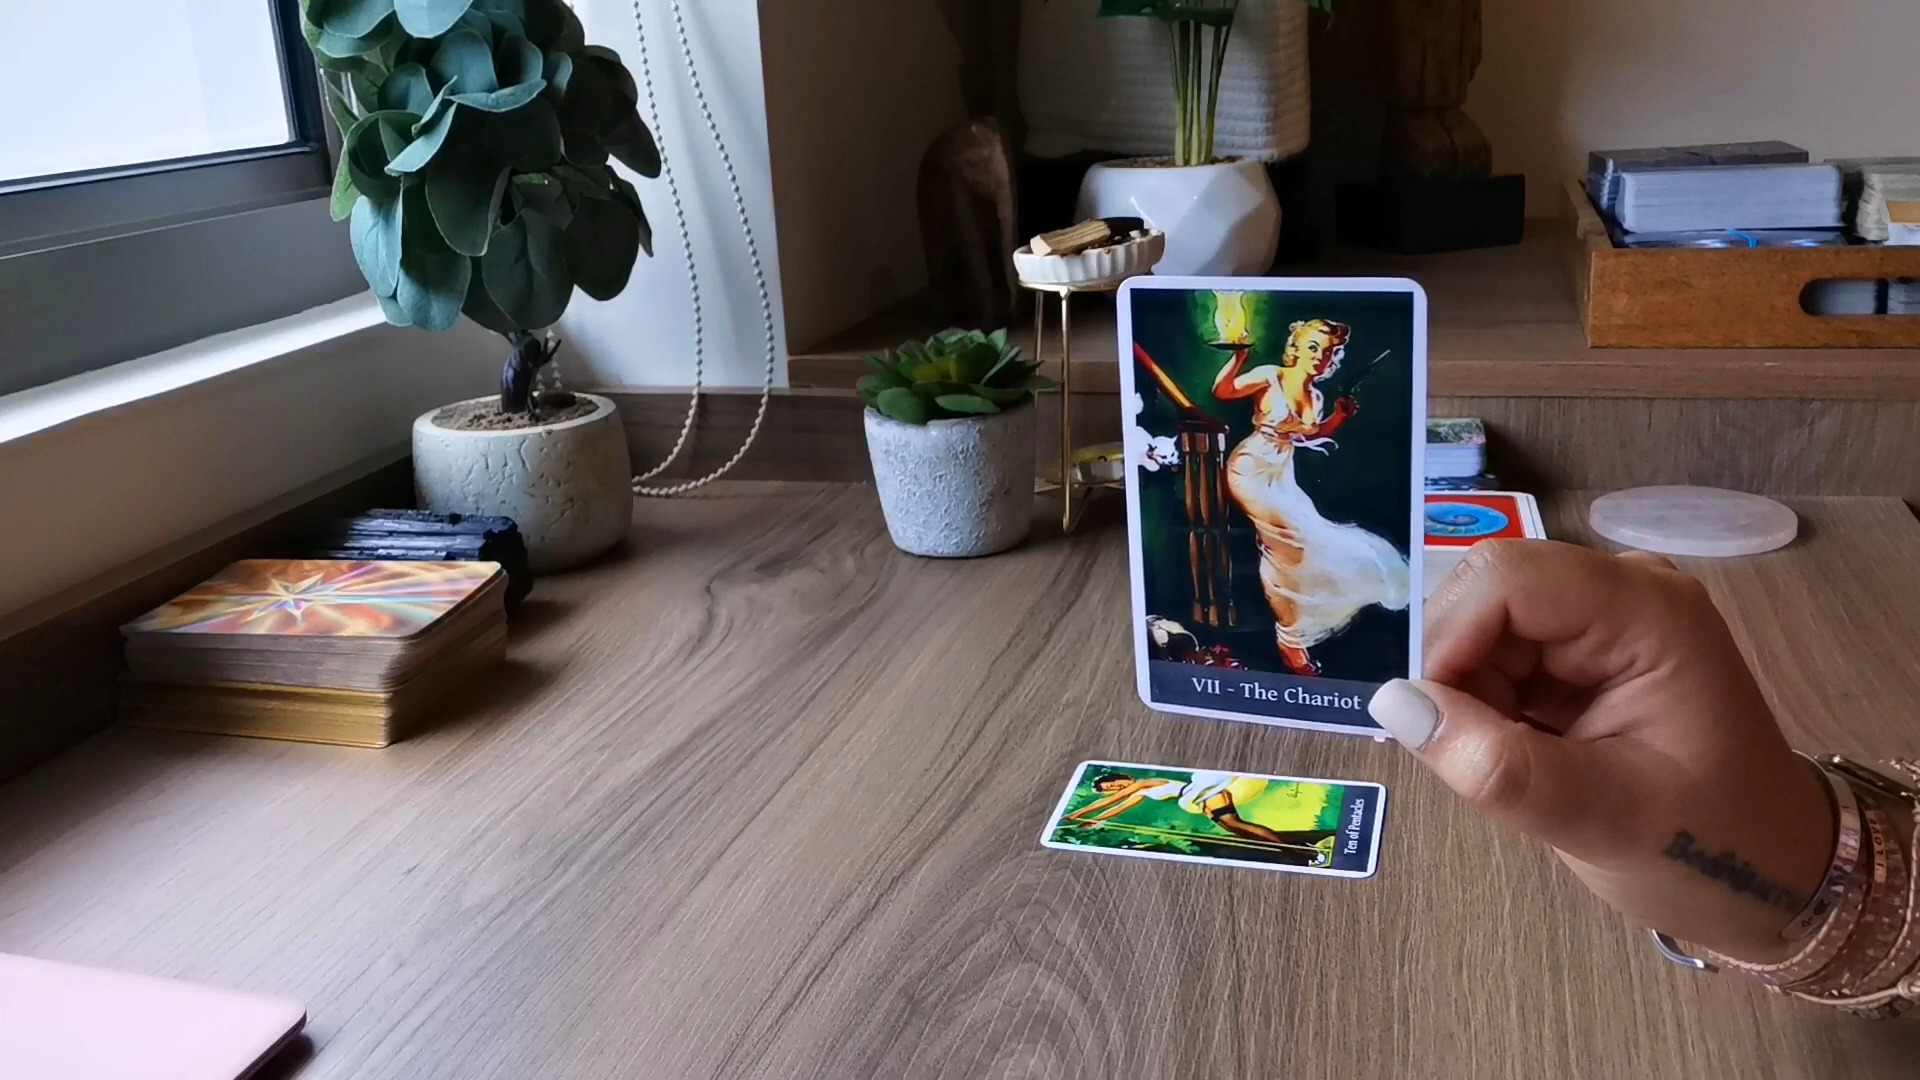 VII - The Chariot
Ten of Pentacles